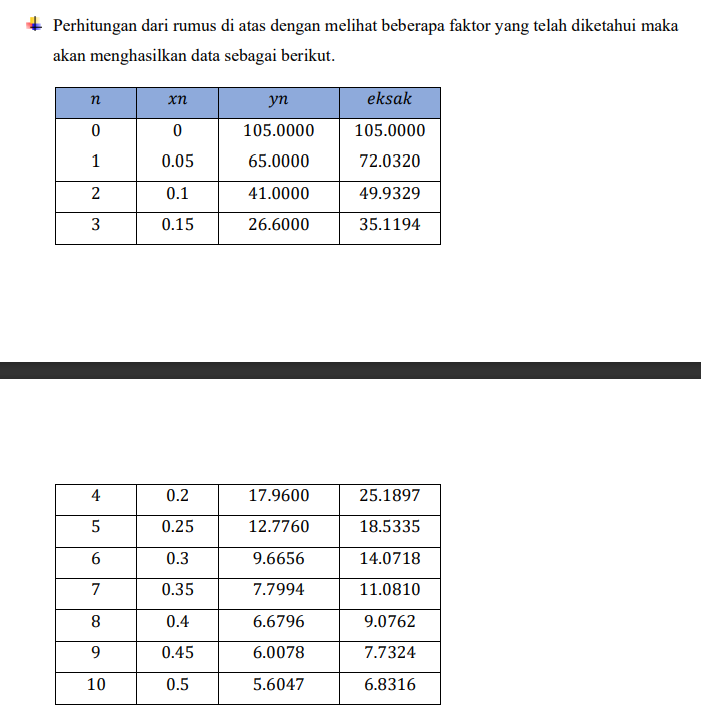 Perhitungan dari rumus di atas dengan melihat beberapa faktor yang telah diketahui maka
akan menghasilkan data sebagai berikut.
n xn yn eksak
0 0 105.0000 105.0000
1 0.05 65.0000 72.0320
2 0.1 41.0000 49.9329
3 0.15 26.6000 35.1194
4 0.2 17.9600 25.1897
5 0.25 12.7760 18.5335
6 0.3 9.6656 14.0718
7 0.35 7.7994 11.0810
8 0.4 6.6796 9.0762
9 0.45 6.0078 7.7324
10 0.5 5.6047 6.8316